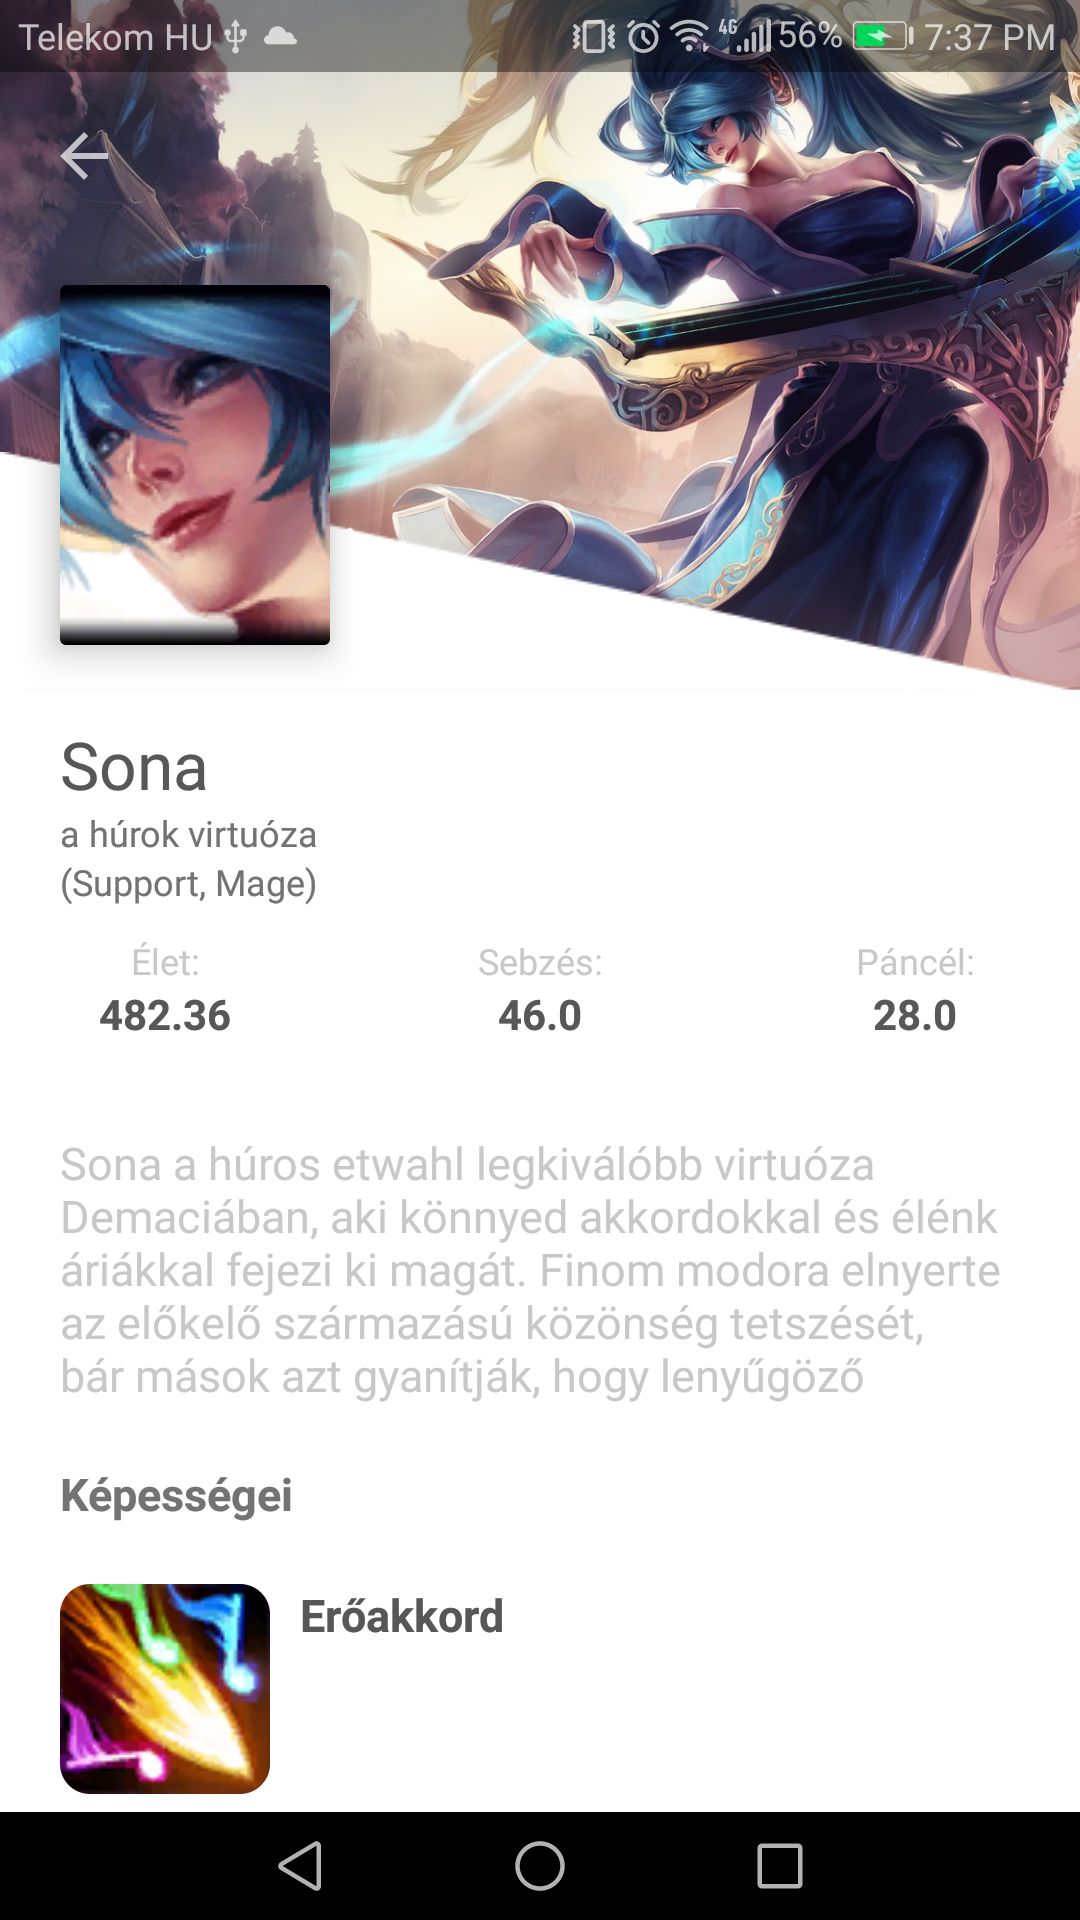 Telekom HU 4G 56% 7:37 PM
Sona
a húrok virtuóza
(Support, Mage)
Élet: Sebzés: Páncél:
482.36 46.0 28.0
Sona a húros etwahl legkiválóbb virtuóza
Demaciában, aki könnyed akkordokkal és élénk
áriákkal fejezi ki magát. Finom modora elnyerte
az előkelő származású közönség tetszését,
bár mások azt gyanítják, hogy lenyűgöző
Képességei
Erőakkord